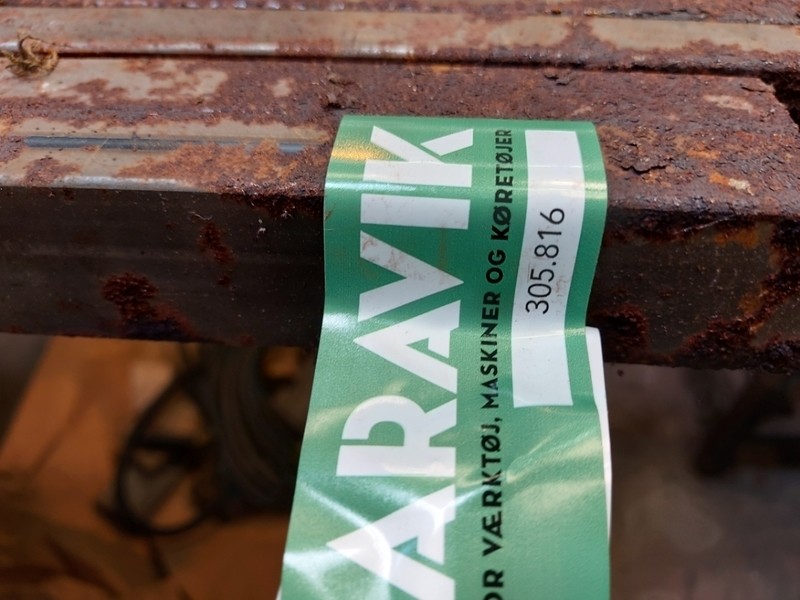 ARAVIK
OR VÆRKTØJ, MASKINER OG KØRETØJER
305.816